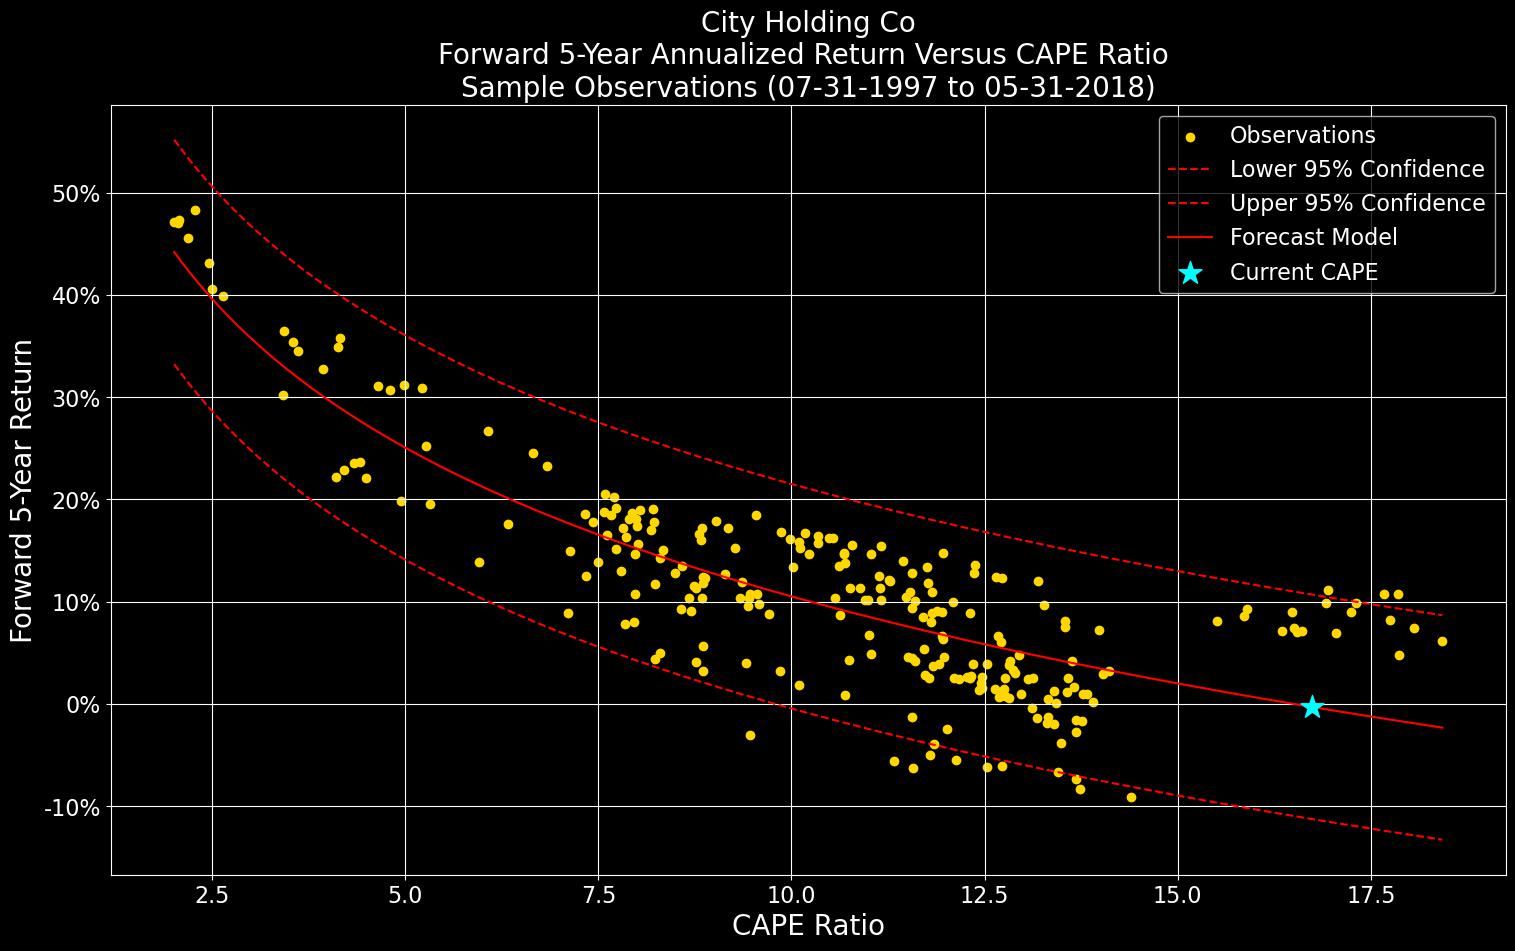 City Holding Co
Forward 5-Year Annualized Return Versus CAPE Ratio
Sample Observations (07-31-1997 to 05-31-2018)
Observations
Lower 95% Confidence
Upper 95% Confidence
Forecast Model
Current CAPE
Forward 5-Year Return
50%
40%
30%
20%
10%
0%
-10%
2.5 5.0 7.5 10.0 12.5 15.0 17.5
CAPE Ratio